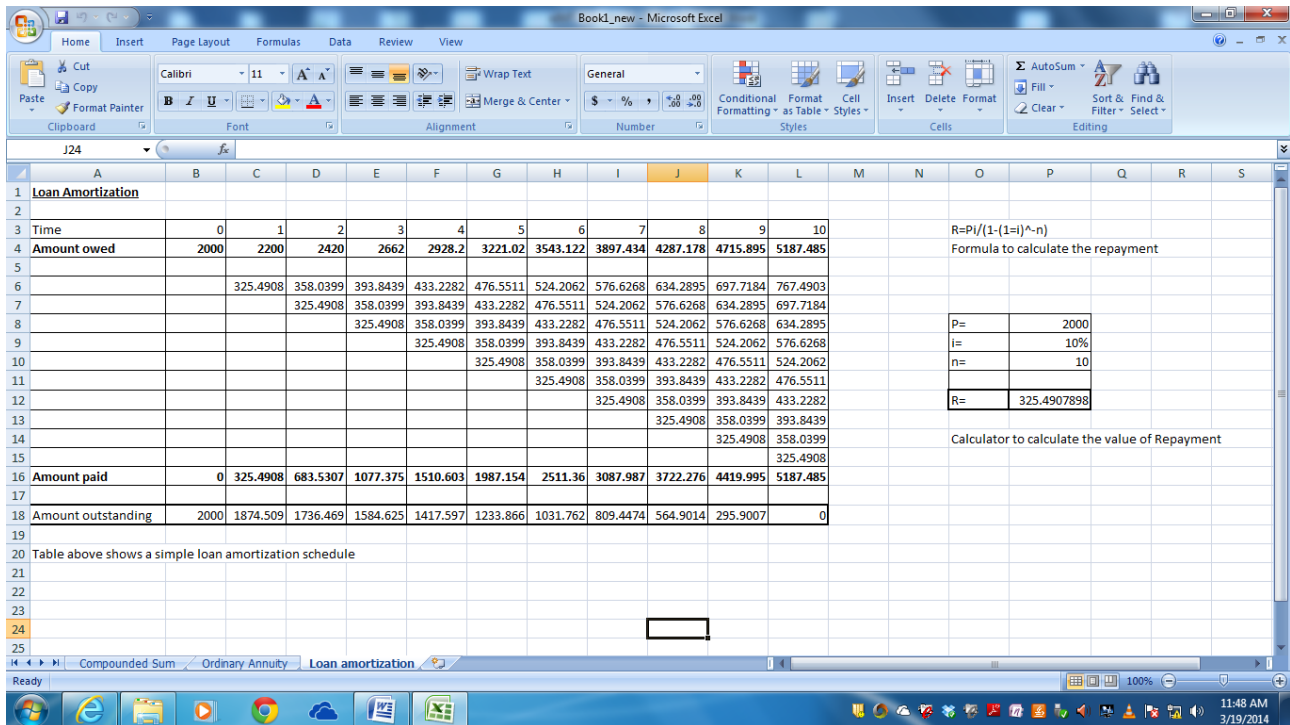 Book1_new - Microsoft Excel
Home Insert Page Layout Formulas Data Review View
Paste
Cut
Copy
Format Painter
Clipboard
Calibri 11
B I U
Font
Wrap Text
Merge & Center
Alignment
General
$ % ,
Number
Conditional Formatting
Format as Table
Cell Styles
Styles
Insert Delete Format
Cells
Σ AutoSum
Fill
Clear
Sort & Filter
Find & Select
Editing
J24 fx
A B C D E F G H I J K L M N O P Q R S
1 Loan Amortization
2
3 Time 0 1 2 3 4 5 6 7 8 9 10 R=Pi/(1-(1=i)^-n)
4 Amount owed 2000 2200 2420 2662 2928.2 3221.02 3543.122 3897.434 4287.178 4715.895 5187.485 Formula to calculate the repayment
5
6 325.4908 358.0399 393.8439 433.2282 476.5511 524.2062 576.6268 634.2895 697.7184 767.4903
7 325.4908 358.0399 393.8439 433.2282 476.5511 524.2062 576.6268 634.2895 697.7184
8 325.4908 358.0399 393.8439 433.2282 476.5511 524.2062 576.6268 634.2895 P= 2000
9 325.4908 358.0399 393.8439 433.2282 476.5511 524.2062 576.6268 i= 10%
10 325.4908 358.0399 393.8439 433.2282 476.5511 524.2062 n= 10
11 325.4908 358.0399 393.8439 433.2282 476.5511
12 325.4908 358.0399 393.8439 433.2282 R= 325.4907898
13 325.4908 358.0399 393.8439
14 325.4908 358.0399 Calculator to calculate the value of Repayment
15 325.4908
16 Amount paid 0 325.4908 683.5307 1077.375 1510.603 1987.154 2511.36 3087.987 3722.276 4419.995 5187.485
17
18 Amount outstanding 2000 1874.509 1736.469 1584.625 1417.597 1233.866 1031.762 809.4474 564.9014 295.9007 0
19
20 Table above shows a simple loan amortization schedule
21
22
23
24
25
Compounded Sum Ordinary Annuity Loan amortization
Ready 100%
11:48 AM
3/19/2014